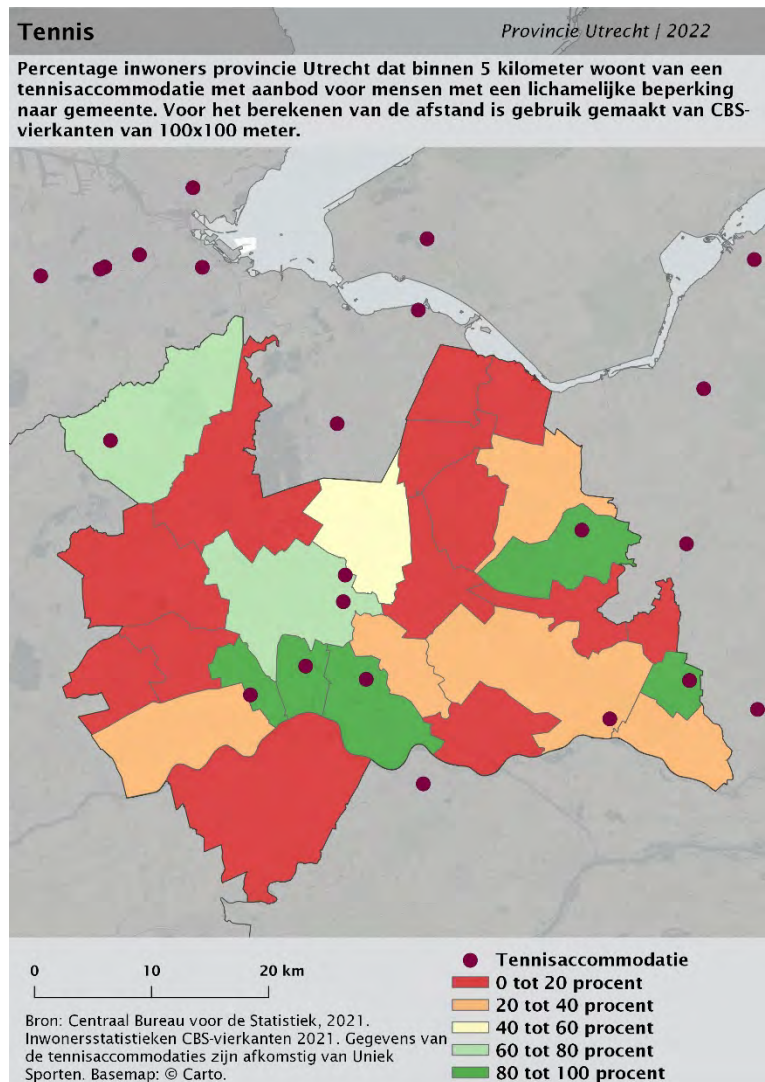 Tennis
Provincie Utrecht | 2022
Percentage inwoners provincie Utrecht dat binnen 5 kilometer woont van een
tennisaccommodatie met aanbod voor mensen met een lichamelijke beperking
naar gemeente. Voor het berekenen van de afstand is gebruik gemaakt van CBS-
vierkanten van 100x100 meter.
0 10 20 km
Bron: Centraal Bureau voor de Statistiek, 2021.
Inwonersstatistieken CBS-vierkanten 2021. Gegevens van
de tennisaccommodaties zijn afkomstig van Uniek
Sporten. Basemap: © Carto.
Tennisaccommodatie
0 tot 20 procent
20 tot 40 procent
40 tot 60 procent
60 tot 80 procent
80 tot 100 procent